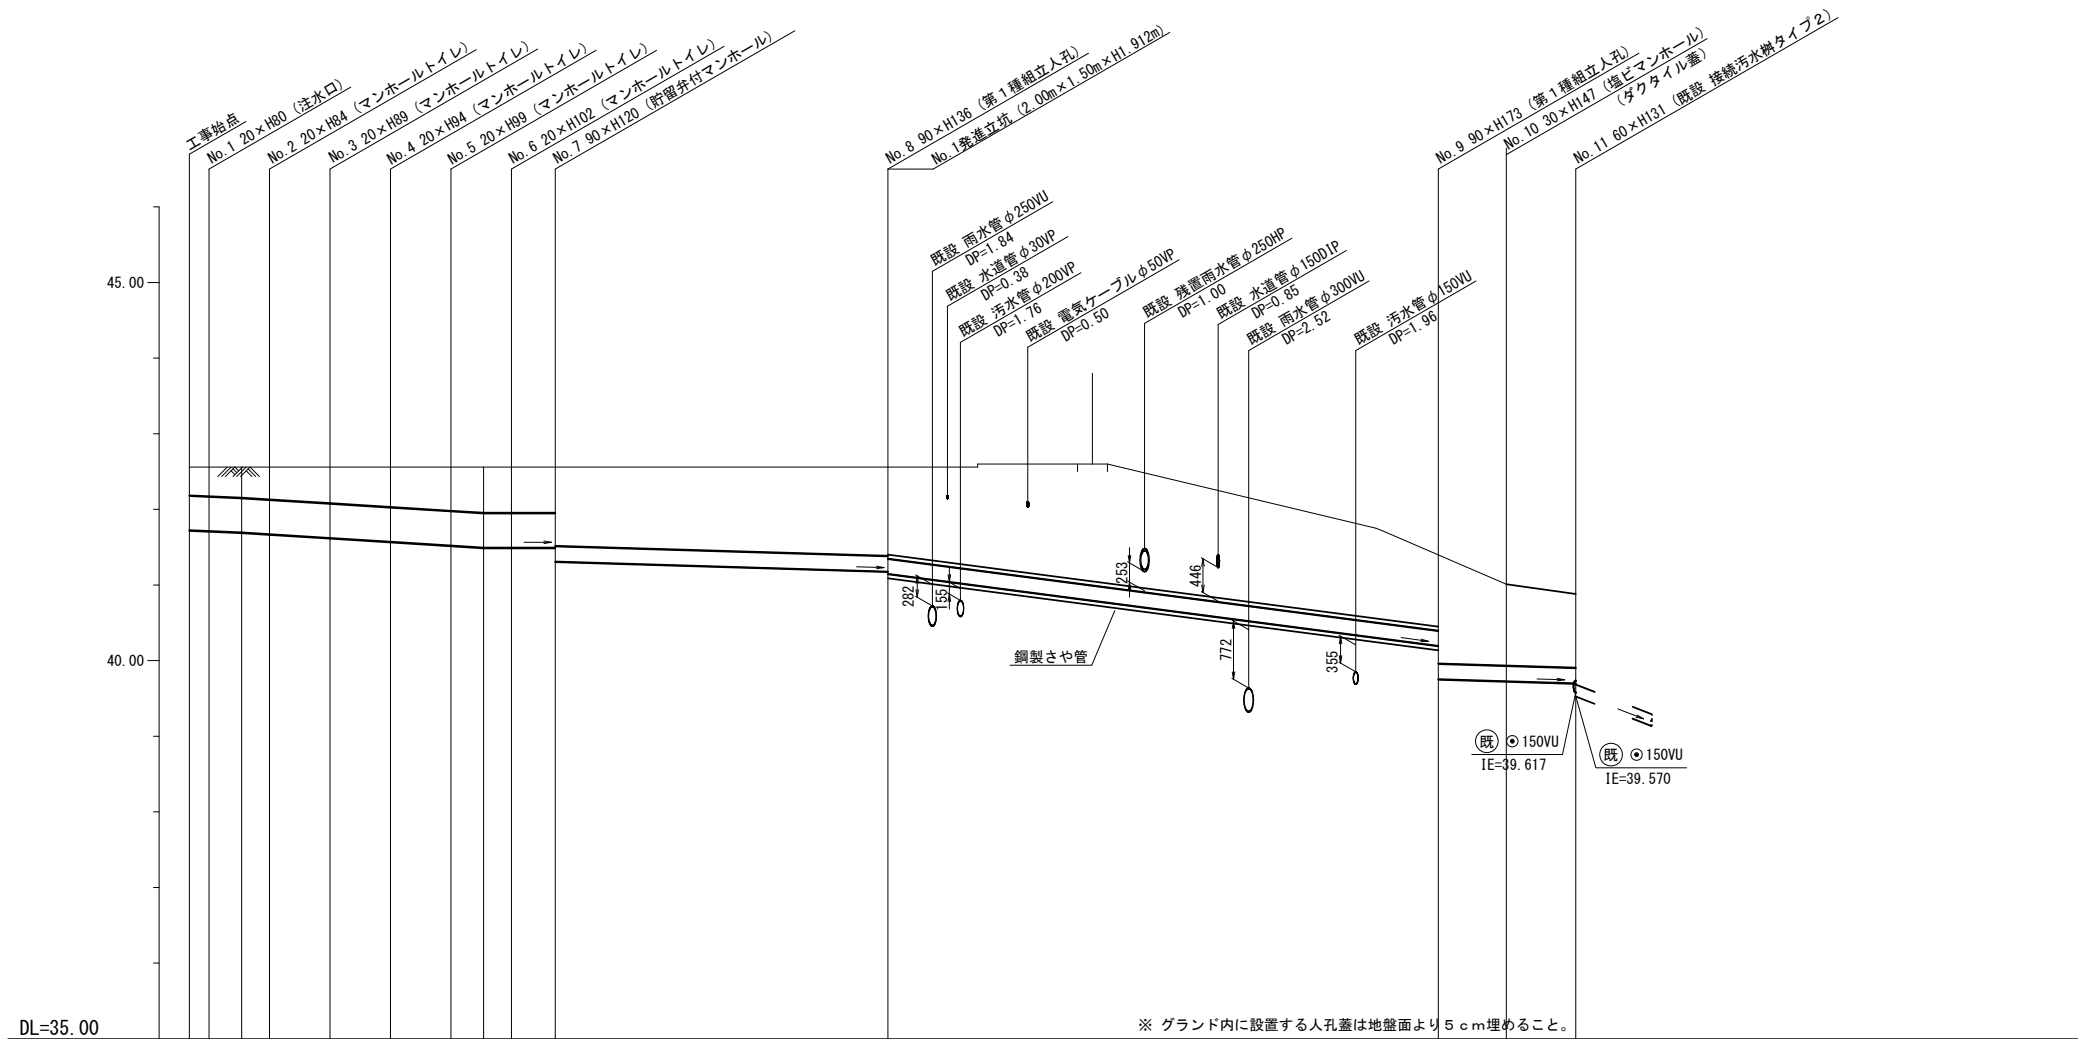 工事始点
No.1 20×H80（注水口）
No.2 20×H84（マンホールトイレ）
No.3 20×H89（マンホールトイレ）
No.4 20×H94（マンホールトイレ）
No.5 20×H99（マンホールトイレ）
No.6 20×H102（マンホールトイレ）
No.7 90×H120（貯留弁付マンホール）
No.8 90×H136（第１種組立人孔）
No.1発進立坑（2.00m×1.50m×H1.912m）
No.9 90×H173（第１種組立人孔）
No.10 30×H147（塩ビマンホール）
（ダクタイル蓋）
No.11 60×H131（既設 接続汚水桝タイプ２）
既設 雨水管φ250VU
DP=1.84
既設 水道管φ30VP
DP=0.38
既設 汚水管φ200VP
DP=1.76
既設 電気ケーブルφ50VP
DP=0.50
既設 残置雨水管φ250HP
DP=1.00
既設 水道管φ150DIP
DP=0.85
既設 雨水管φ300VU
DP=2.52
既設 汚水管φ150VU
DP=1.96
45.00
40.00
282
155
253
446
772
355
鋼製さや管
既 150VU
IE=39.617
既 150VU
IE=39.570
※ グランド内に設置する人孔蓋は地盤面より５ｃｍ埋めること。
DL=35.00